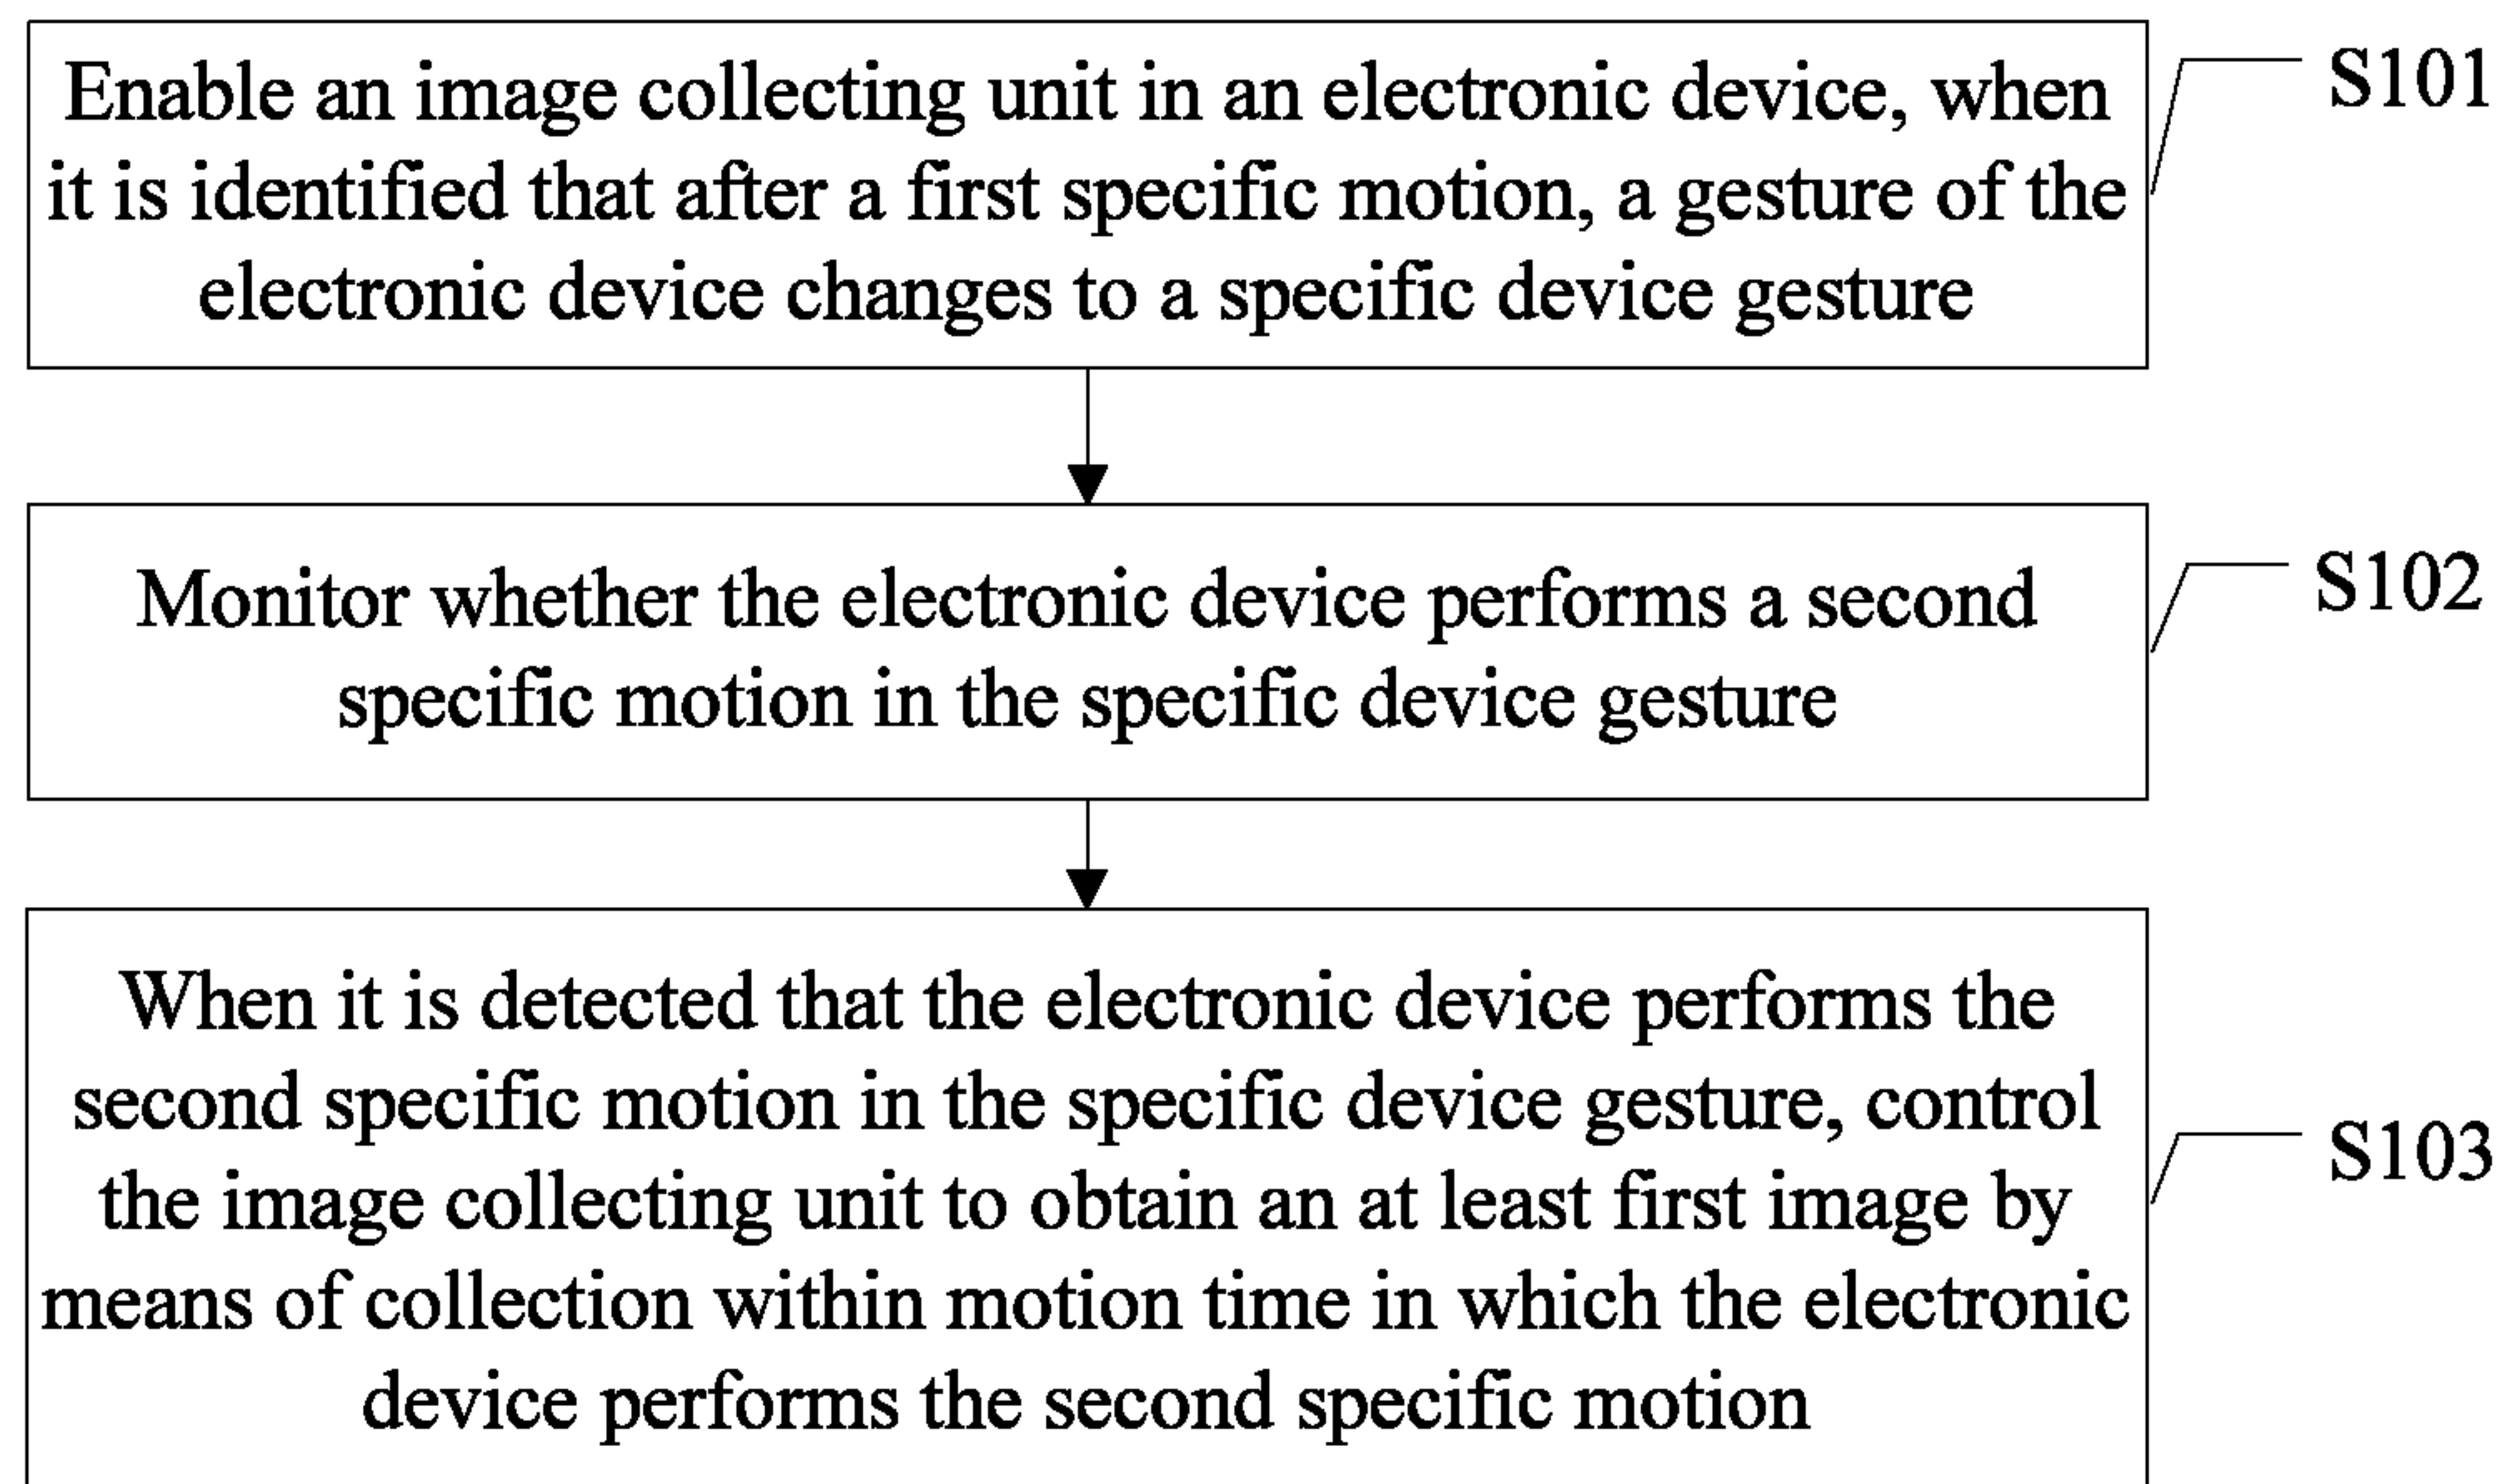 Enable an image collecting unit in an electronic device, when
it is identified that after a first specific motion, a gesture of the
electronic device changes to a specific device gesture
S101
Monitor whether the electronic device performs a second
specific motion in the specific device gesture
S102
When it is detected that the electronic device performs the
second specific motion in the specific device gesture, control
the image collecting unit to obtain an at least first image by
means of collection within motion time in which the electronic
device performs the second specific motion
S103